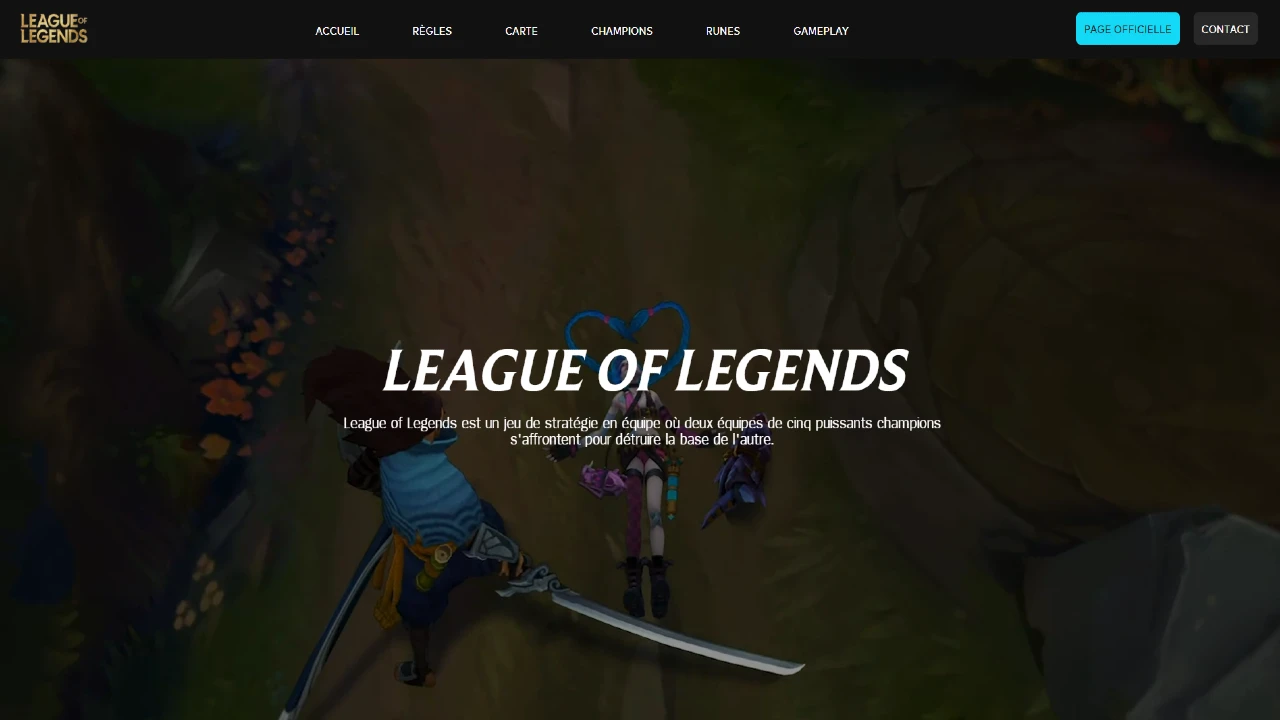 LEAGUE OF
LEGENDS
ACCUEIL
RÈGLES
CARTE
CHAMPIONS
RUNES
GAMEPLAY
PAGE OFFICIELLE
CONTACT
LEAGUE OF LEGENDS
League of Legends est un jeu de stratégie en équipe où deux équipes de cinq puissants champions
s'affrontent pour détruire la base de l'autre.